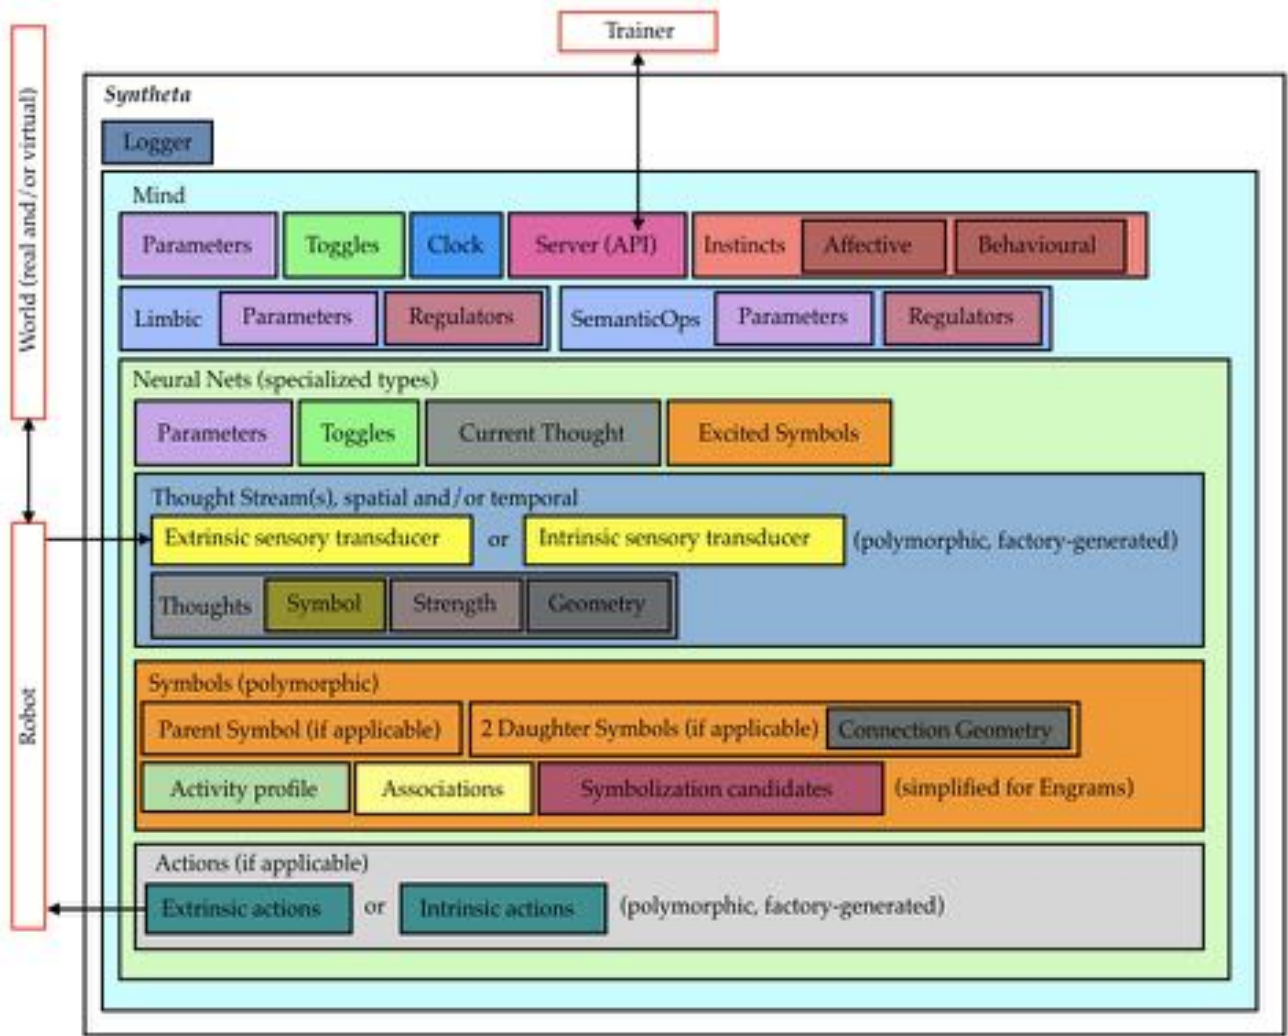 Trainer
World (real and/or virtual)
Syntheta
Logger
Mind
Parameters
Toggles
Clock
Server (API)
Instincts
Affective
Behavioural
Limbic
Parameters
Regulators
SemanticOps
Parameters
Regulators
Neural Nets (specialized types)
Parameters
Toggles
Current Thought
Excited Symbols
Thought Stream(s), spatial and/or temporal
Extrinsic sensory transducer
or
Intrinsic sensory transducer
(polymorphic, factory-generated)
Thoughts
Symbol
Strength
Geometry
Robot
Symbols (polymorphic)
Parent Symbol (if applicable)
2 Daughter Symbols (if applicable)
Connection Geometry
Activity profile
Associations
Symbolization candidates
(simplified for Engrams)
Actions (if applicable)
Extrinsic actions
or
Intrinsic actions
(polymorphic, factory-generated)